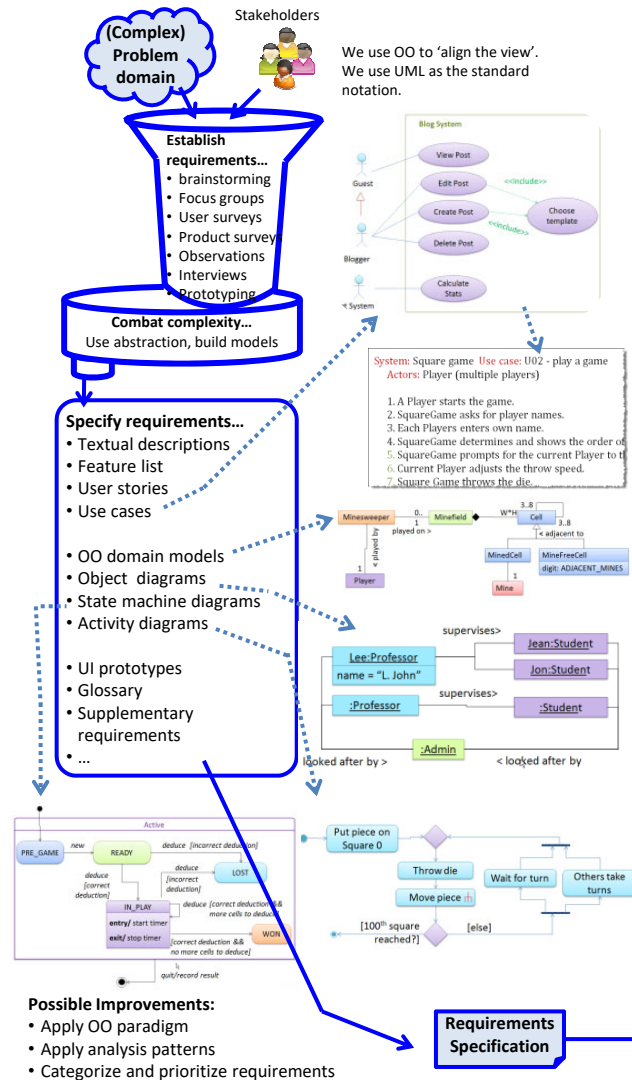 (Complex)
Problem
domain
Stakeholders
We use OO to ‘align the view’.
We use UML as the standard
notation.
Establish
requirements…
• brainstorming
• Focus groups
• User surveys
• Product surveys
• Observations
• Interviews
• Prototyping
Combat complexity…
Use abstraction, build models
Blog System
View Post
Guest
Edit Post
<<include>>
Create Post
Choose
template
<<include>>
Blogger
Delete Post
System
Calculate
Stats
System: Square game Use case: U02 - play a game
Actors: Player (multiple players)
1. A Player starts the game.
2. SquareGame asks for player names.
3. Each Players enters own name.
4. SquareGame determines and shows the order of
5. SquareGame prompts for the current Player to th
6. Current Player adjusts the throw speed.
7. Square Game throws the die.
Specify requirements…
• Textual descriptions
• Feature list
• User stories
• Use cases
• OO domain models
• Object diagrams
• State machine diagrams
• Activity diagrams
• UI prototypes
• Glossary
• Supplementary
requirements
• …
Minesweeper
0..
1
played on >
Minefield
W*H
Cell
3..8
3..8
< adjacent to
< played by
1
Player
MinedCell
MineFreeCell
digit: ADJACENT_MINES
1
Mine
supervises>
Lee:Professor
name = “L. John”
Jean:Student
Jon:Student
supervises>
:Professor
:Student
:Admin
looked after by >
< looked after by
Active
PRE_GAME
new
READY
deduce [incorrect deduction]
deduce
[correct
deduction]
deduce
[incorrect
deduction]
LOST
IN_PLAY
entry/ start timer
exit/ stop timer
deduce [correct deduction &&
more cells to deduce]
[correct deduction &&
no more cells to deduce]
WON
quit/record result
Put piece on
Square 0
Throw die
Move piece
[100th square
reached?]
[else]
Wait for turn
Others take
turns
Possible Improvements:
• Apply OO paradigm
• Apply analysis patterns
• Categorize and prioritize requirements
Requirements
Specification